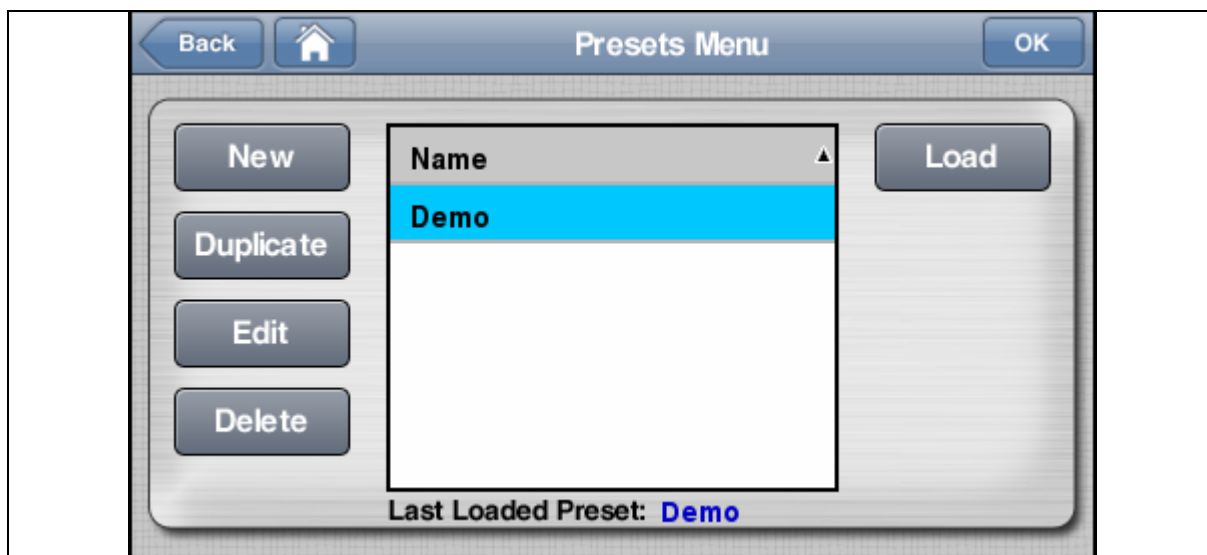 Back Presets Menu OK
New
Duplicate
Edit
Delete
Name
Demo
Load
Last Loaded Preset: Demo